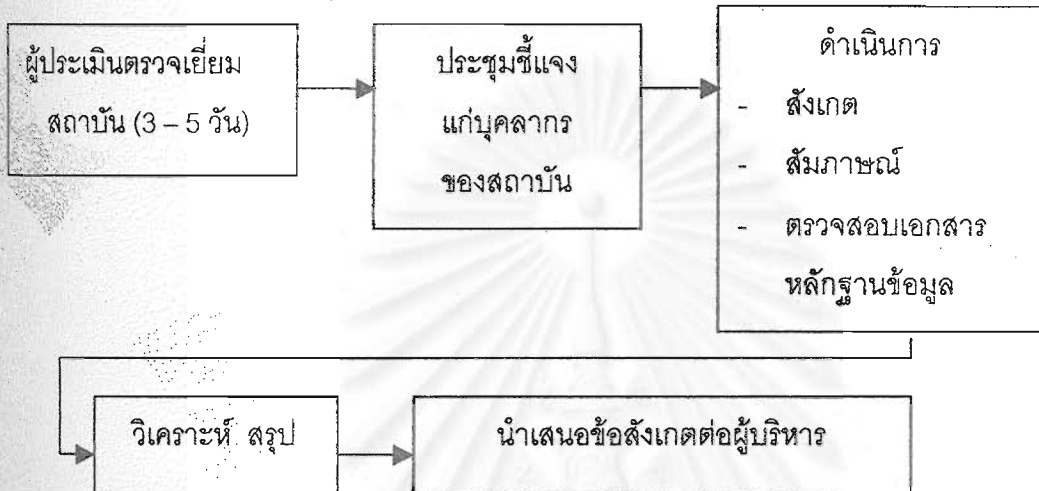 ผู้ประเมินตรวจเยี่ยม
สถาบัน (3 – 5 วัน)
ประชุมชี้แจง
แก่บุคลากร
ของสถาบัน
ดำเนินการ
- สังเกต
- สัมภาษณ์
- ตรวจสอบเอกสาร
หลักฐานข้อมูล
วิเคราะห์ สรุป
นำเสนอข้อสังเกตต่อผู้บริหาร